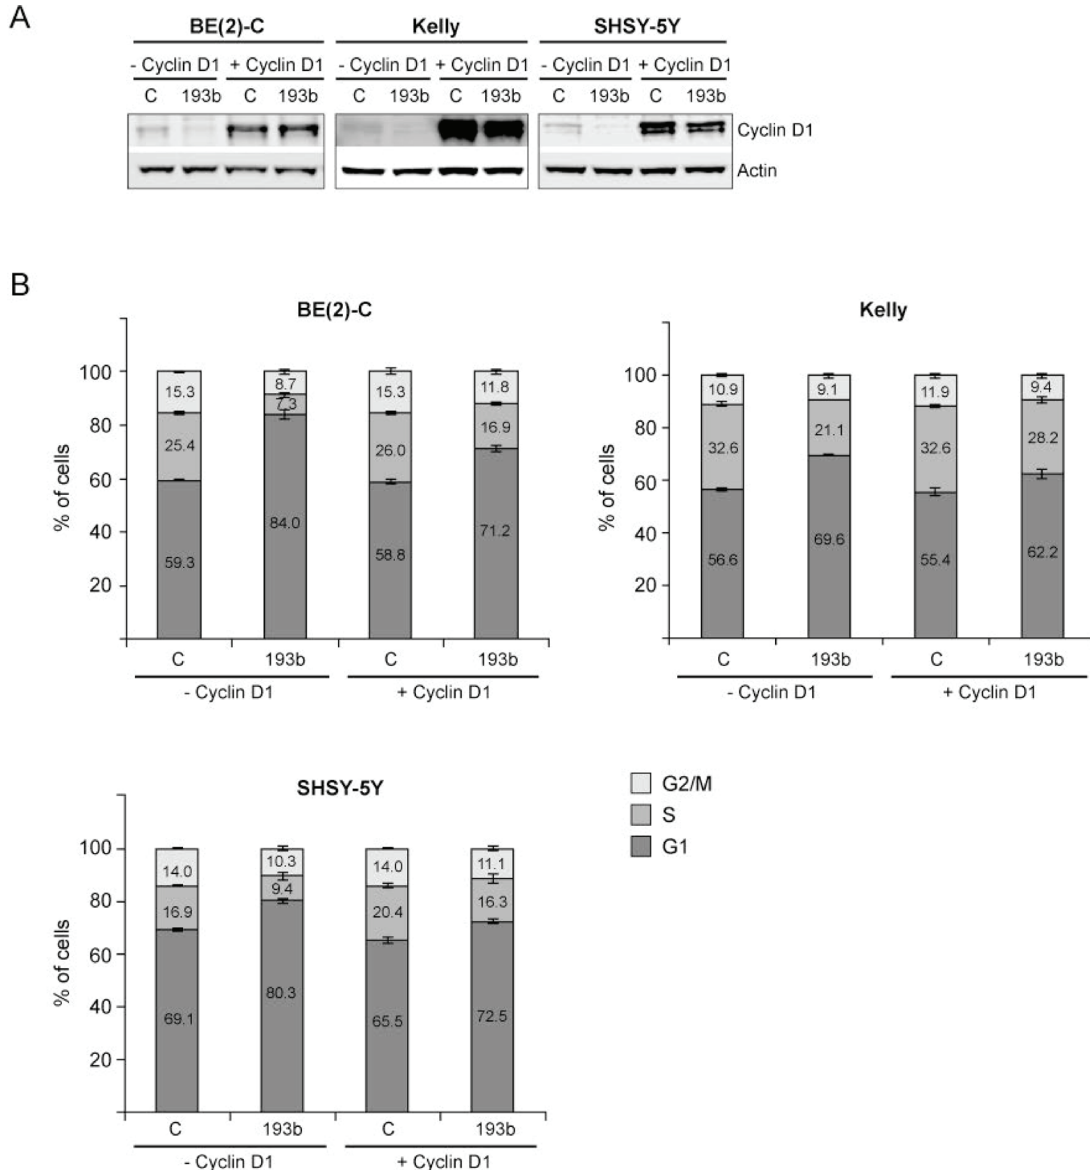 A
BE(2)-C Kelly SHSY-5Y
- Cyclin D1 + Cyclin D1 - Cyclin D1 + Cyclin D1 - Cyclin D1 + Cyclin D1
C 193b C 193b C 193b C 193b C 193b C 193b
Cyclin D1
Actin
B
BE(2)-C
% of cells
100
80
60
40
20
15.3 8.7 15.3 11.8
25.4 7.3 26.0 16.9
59.3 84.0 58.8 71.2
C 193b C 193b
- Cyclin D1 + Cyclin D1
Kelly
% of cells
100
80
60
40
20
10.9 9.1 11.9 9.4
32.6 21.1 32.6 28.2
56.6 69.6 55.4 62.2
C 193b C 193b
- Cyclin D1 + Cyclin D1
SHSY-5Y
% of cells
100
80
60
40
20
14.0 10.3 14.0 11.1
16.9 9.4 20.4 16.3
69.1 80.3 65.5 72.5
C 193b C 193b
- Cyclin D1 + Cyclin D1
G2/M
S
G1